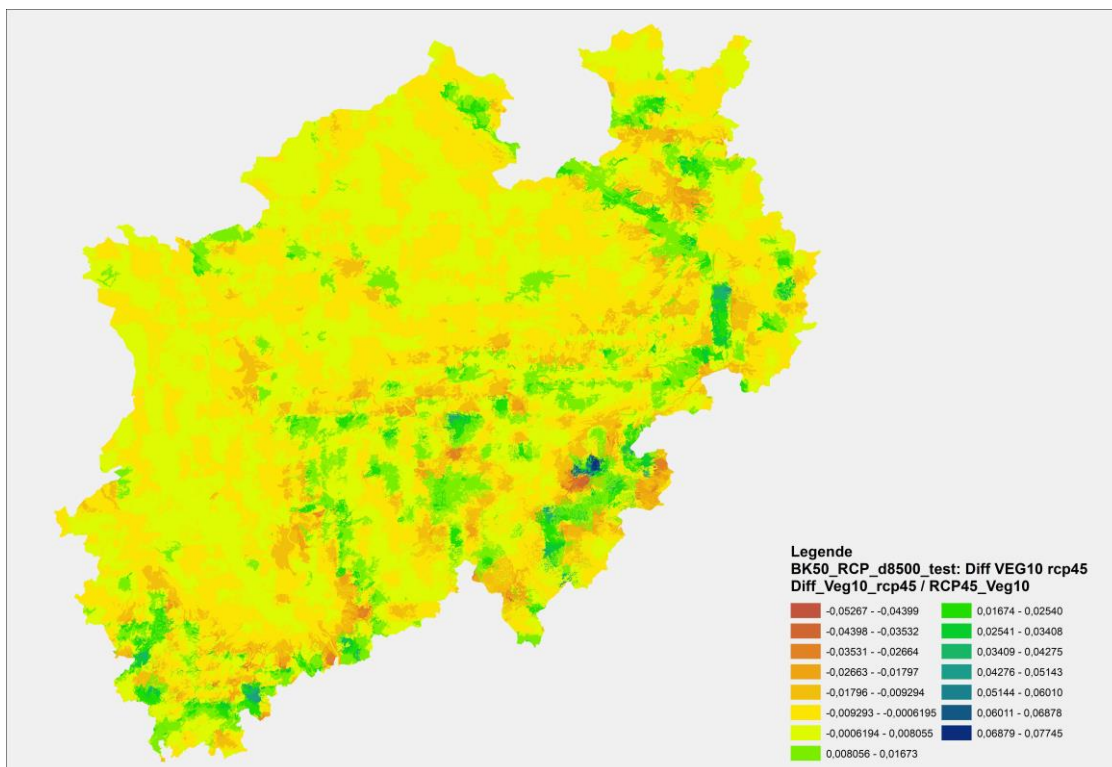 Legende
BK50_RCP_d8500_test: Diff VEG10 rcp45
Diff_Veg10_rcp45 / RCP45_Veg10
-0,05267 - -0,04399
-0,04398 - -0,03532
-0,03531 - -0,02664
-0,02663 - -0,01797
-0,01796 - -0,009294
-0,009293 - -0,0006195
-0,0006194 - 0,008055
0,008056 - 0,01673
0,01674 - 0,02540
0,02541 - 0,03408
0,03409 - 0,04275
0,04276 - 0,05143
0,05144 - 0,06010
0,06011 - 0,06878
0,06879 - 0,07745